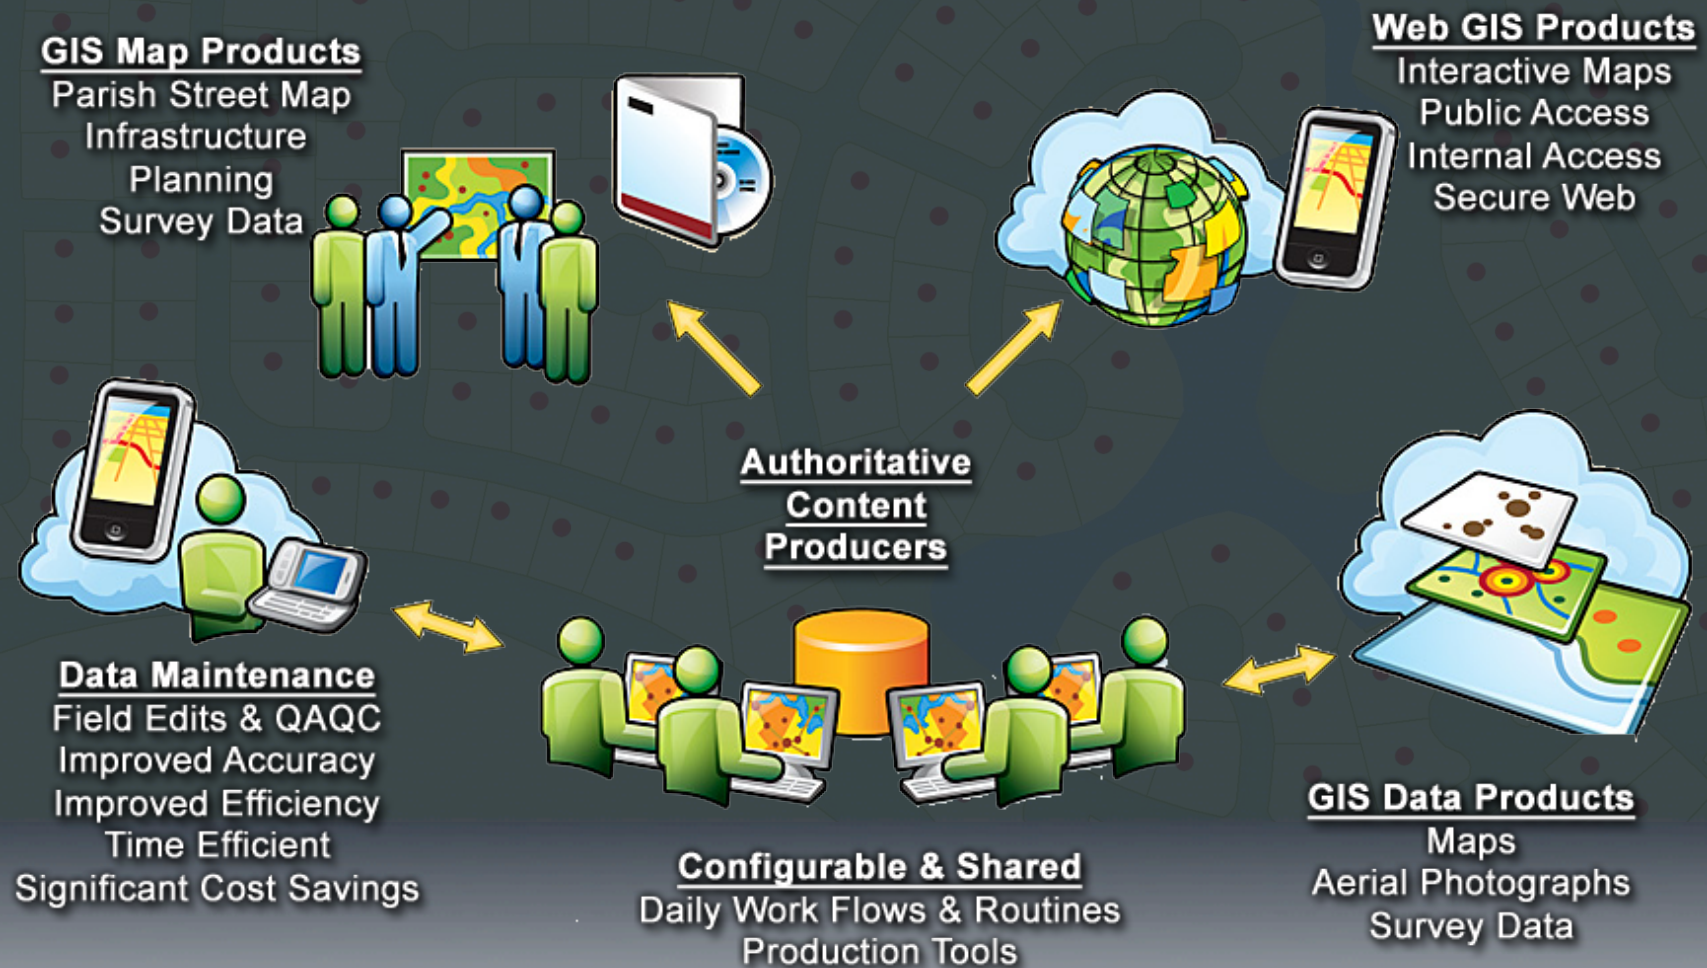 GIS Map Products
Parish Street Map
Infrastructure
Planning
Survey Data
Web GIS Products
Interactive Maps
Public Access
Internal Access
Secure Web
Authoritative
Content
Producers
Data Maintenance
Field Edits & QAQC
Improved Accuracy
Improved Efficiency
Time Efficient
Significant Cost Savings
Configurable & Shared
Daily Work Flows & Routines
Production Tools
GIS Data Products
Maps
Aerial Photographs
Survey Data